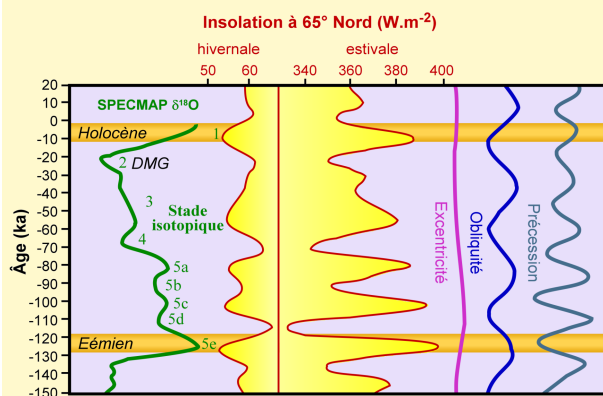 Insolation à 65° Nord (W.m-2)
hivernale
estivale
50 60 340 360 380 400
Âge (ka)
20
10
0
-10
-20
-30
-40
-50
-60
-70
-80
-90
-100
-110
-120
-130
-140
-150
SPECMAP δ18O
Holocène 1
2 DMG
3
Stade
isotopique
4
5a
5b
5c
5d
Eémien 5e
Excentricité
Obliquité
Précession